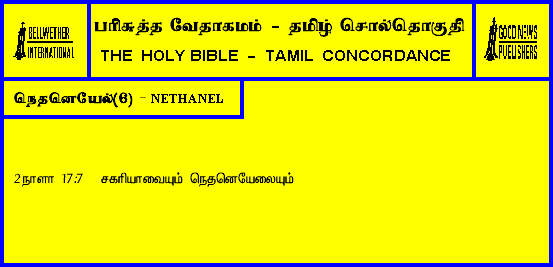 BELLWETHER
INTERNATIONAL
பரிசுத்த வேதாகமம் - தமிழ் சொல்தொகுதி
THE HOLY BIBLE - TAMIL CONCORDANCE
GOOD NEWS
PUBLISHERS
நெதனெயேல்(6) - NETHANEL
2நாளா 17:7 சகரியாவையும் நெதனெயேலையும்